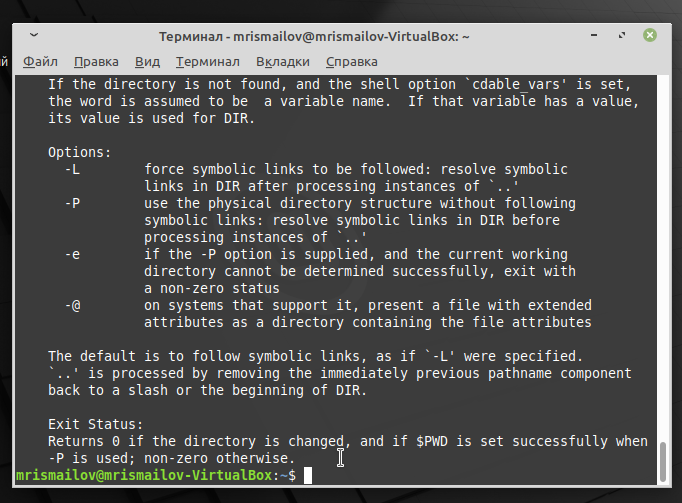 Терминал - mrismailov@mrismailov-VirtualBox: ~
ий
Файл Правка Вид Терминал Вкладки Справка
If the directory is not found, and the shell option `cdable_vars' is set,
the word is assumed to be  a variable name.  If that variable has a value,
its value is used for DIR.
Options:
-L force symbolic links to be followed: resolve symbolic
links in DIR after processing instances of `..'
-P use the physical directory structure without following
symbolic links: resolve symbolic links in DIR before
processing instances of `..'
-e if the -P option is supplied, and the current working
directory cannot be determined successfully, exit with
a non-zero status
-@ on systems that support it, present a file with extended
attributes as a directory containing the file attributes
The default is to follow symbolic links, as if `-L' were specified.
`..' is processed by removing the immediately previous pathname component
back to a slash or the beginning of DIR.
Exit Status:
Returns 0 if the directory is changed, and if $PWD is set successfully when
-P is used; non-zero otherwise.
mrismailov@mrismailov-VirtualBox:~$